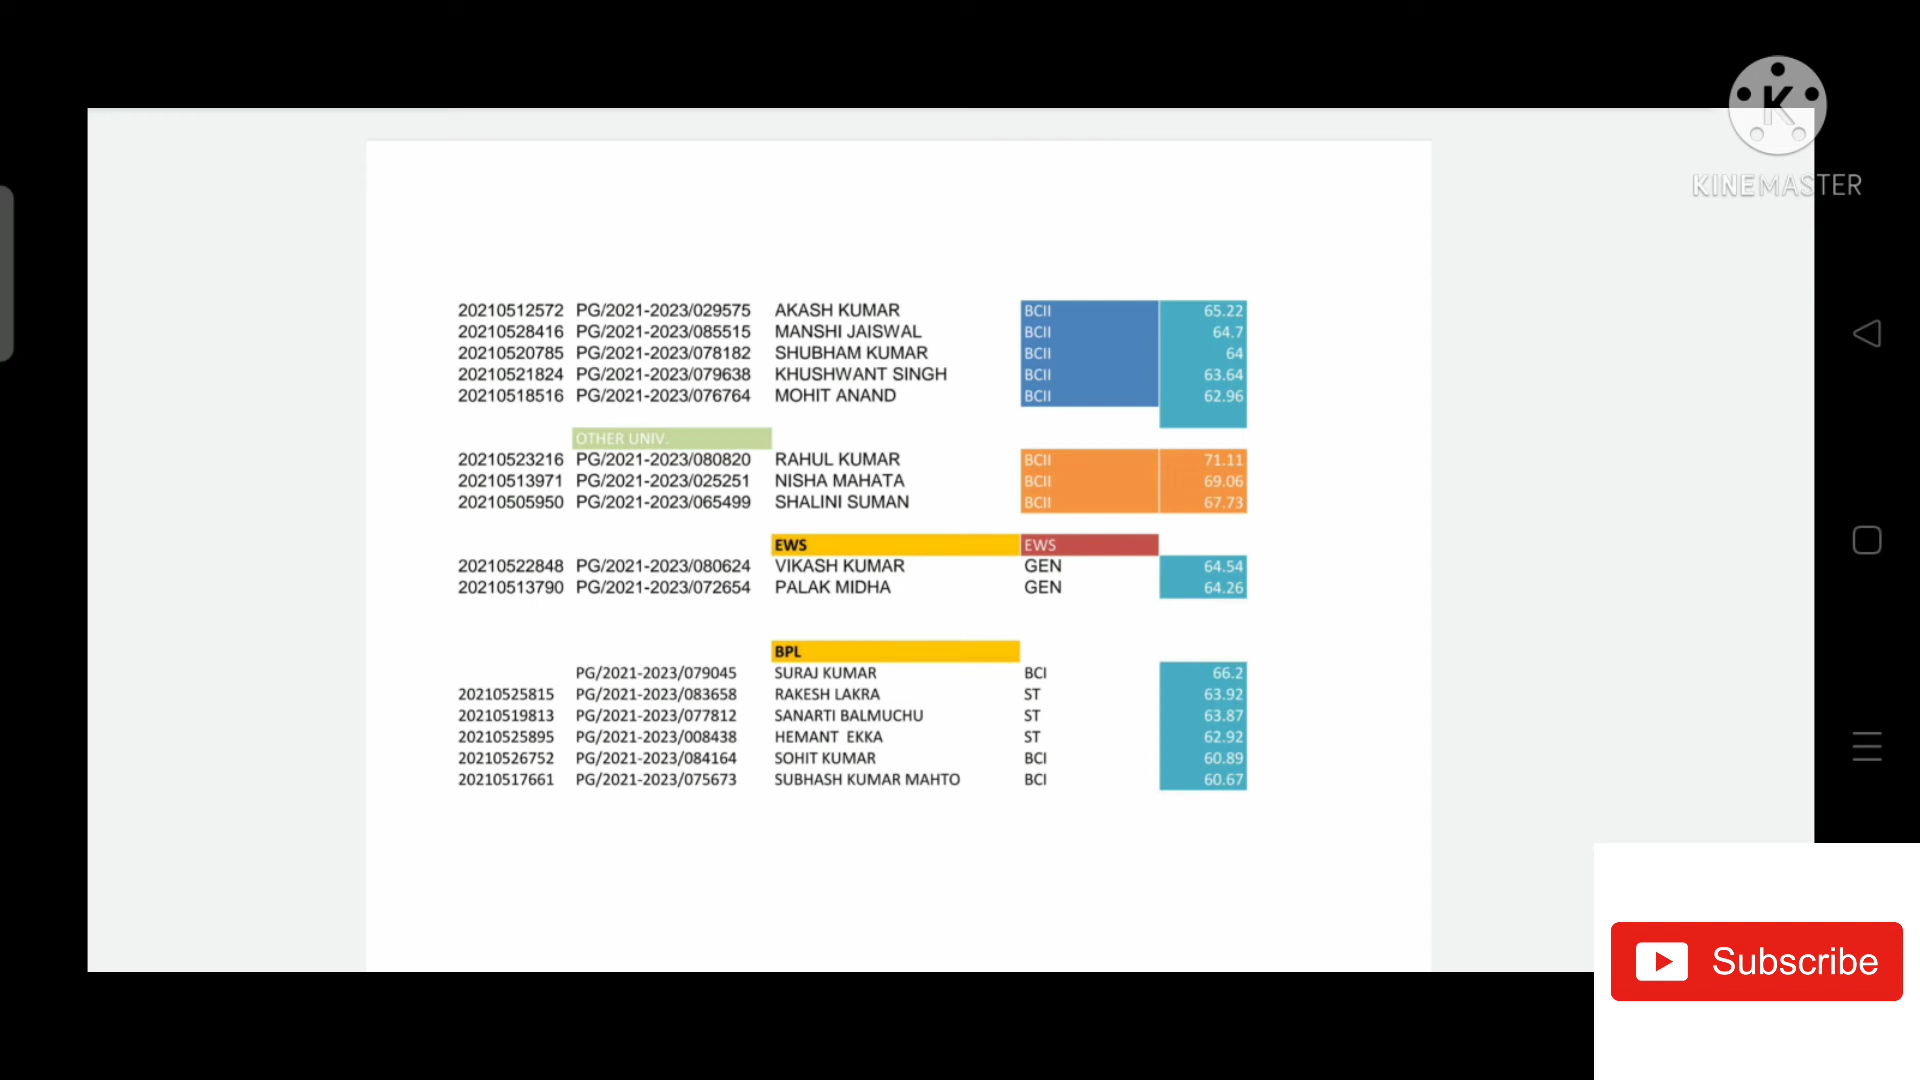 K
KINEMASTER
20210512572 PG/2021-2023/029575 AKASH KUMAR BCII 65.22
20210528416 PG/2021-2023/085515 MANSHI JAISWAL BCII 64.7
20210520785 PG/2021-2023/078182 SHUBHAM KUMAR BCII 64
20210521824 PG/2021-2023/079638 KHUSHWANT SINGH BCII 63.64
20210518516 PG/2021-2023/076764 MOHIT ANAND BCII 62.96
OTHER UNIV.
20210523216 PG/2021-2023/080820 RAHUL KUMAR BCII 71.11
20210513971 PG/2021-2023/025251 NISHA MAHATA BCII 69.06
20210505950 PG/2021-2023/065499 SHALINI SUMAN BCII 67.73
EWS EWS
20210522848 PG/2021-2023/080624 VIKASH KUMAR GEN 64.54
20210513790 PG/2021-2023/072654 PALAK MIDHA GEN 64.26
BPL
PG/2021-2023/079045 SURAJ KUMAR BCI 66.2
20210525815 PG/2021-2023/083658 RAKESH LAKRA ST 63.92
20210519813 PG/2021-2023/077812 SANARTI BALMUCHU ST 63.87
20210525895 PG/2021-2023/008438 HEMANT EKKA ST 62.92
20210526752 PG/2021-2023/084164 SOHIT KUMAR BCI 60.89
20210517661 PG/2021-2023/075673 SUBHASH KUMAR MAHTO BCI 60.67
Subscribe